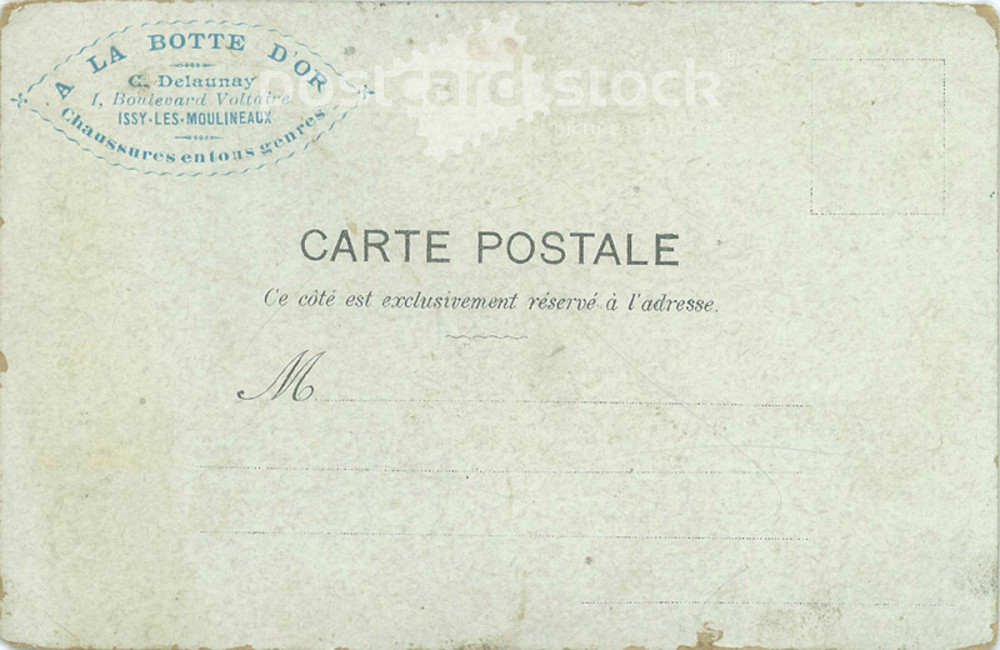 A LA BOTTE D'OR
C. Delaunay
1, Boulevard Voltaire
ISSY-LES-MOULINEAUX
Chaussures en tous genres
postcardstock
CARTE POSTALE
Ce côté est exclusivement réservé à l'adresse.
M